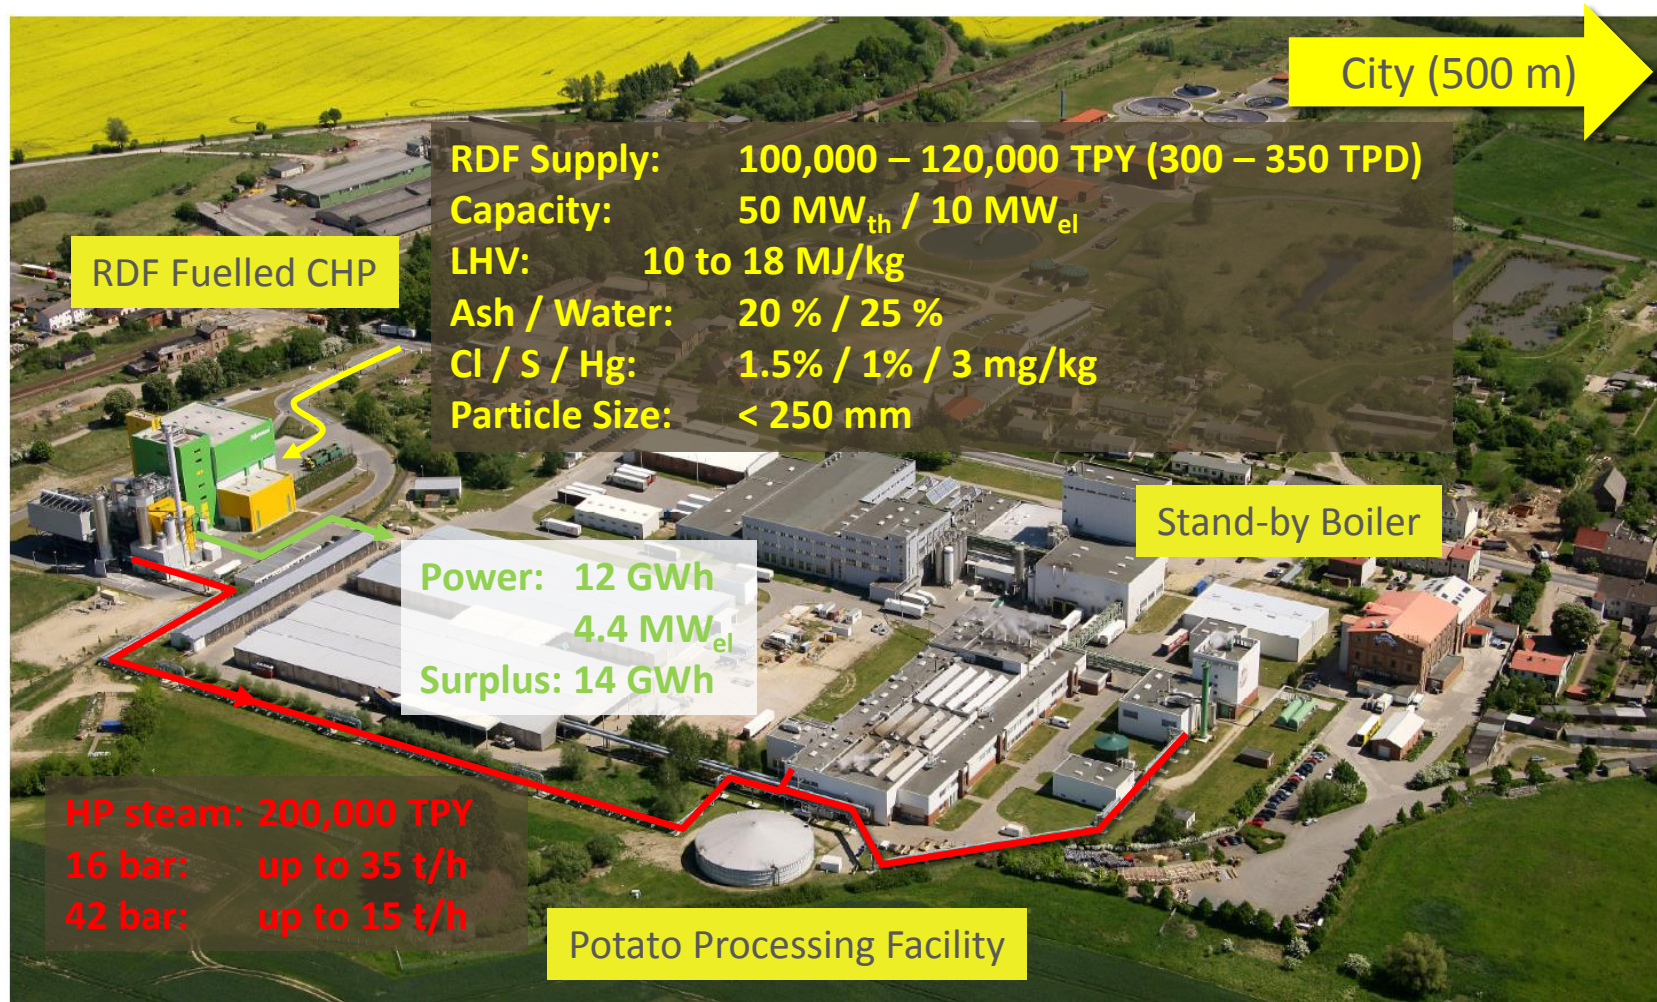 City (500 m)
RDF Supply: 100,000 – 120,000 TPY (300 – 350 TPD)
Capacity: 50 MWth / 10 MWel
LHV: 10 to 18 MJ/kg
Ash / Water: 20 % / 25 %
Cl / S / Hg: 1.5% / 1% / 3 mg/kg
Particle Size: < 250 mm
RDF Fuelled CHP
Stand-by Boiler
Power: 12 GWh
4.4 MWel
Surplus: 14 GWh
HP steam: 200,000 TPY
16 bar: up to 35 t/h
42 bar: up to 15 t/h
Potato Processing Facility